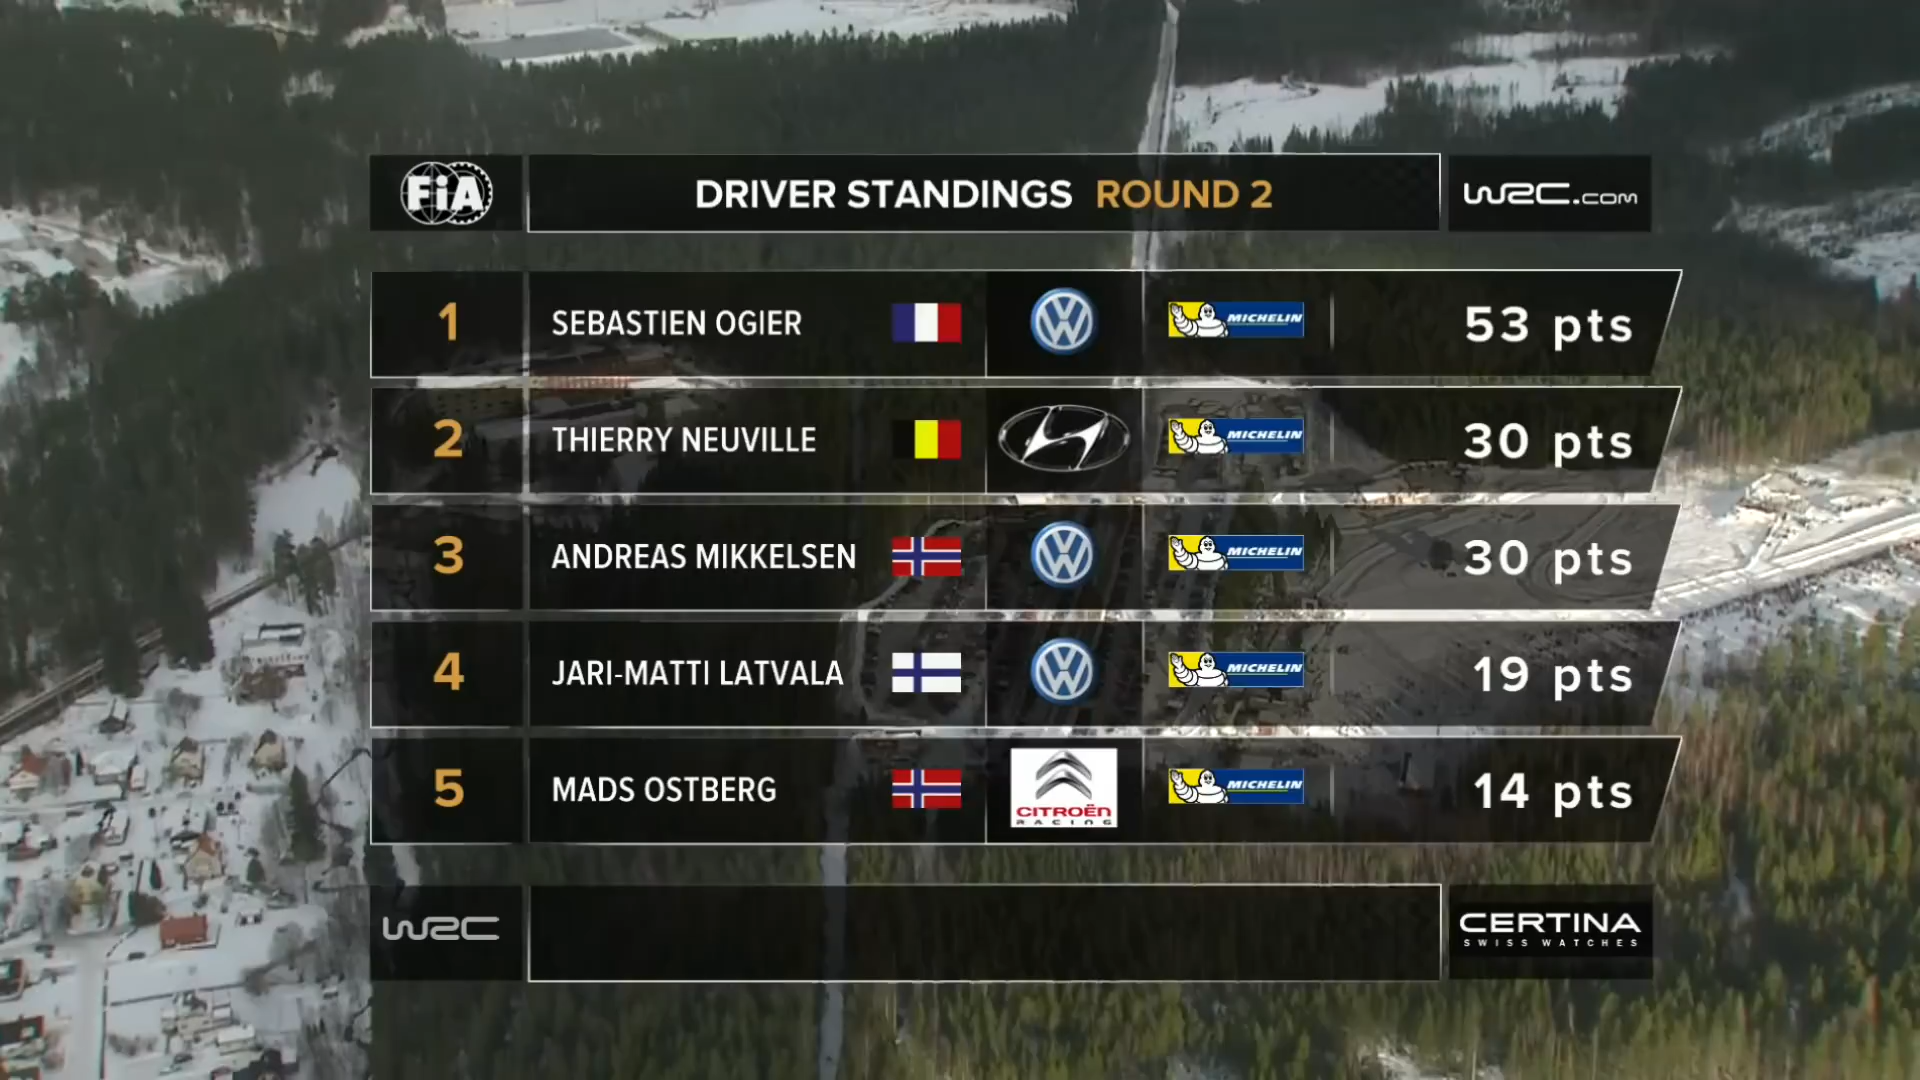 FiA DRIVER STANDINGS ROUND 2 WRC.com
1 SEBASTIEN OGIER MICHELIN 53 pts
2 THIERRY NEUVILLE MICHELIN 30 pts
3 ANDREAS MIKKELSEN MICHELIN 30 pts
4 JARI-MATTI LATVALA MICHELIN 19 pts
5 MADS OSTBERG CITROËN RACING MICHELIN 14 pts
WRC CERTINA
SWISS WATCHES